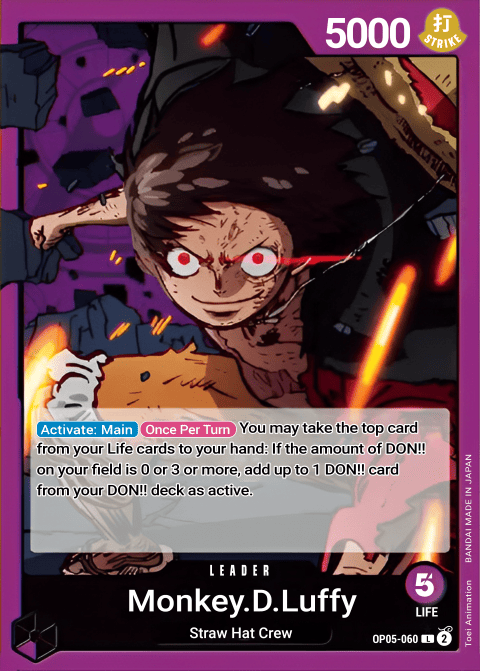 5000
打
STRIKE
Activate: Main Once Per Turn You may take the top card
from your Life cards to your hand: If the amount of DON!!
on your field is 0 or 3 or more, add up to 1 DON!! card
from your DON!! deck as active.
LEADER
Monkey.D.Luffy
Straw Hat Crew
5
LIFE
OP05-060 L 2
Toei Animation BANDAI MADE IN JAPAN